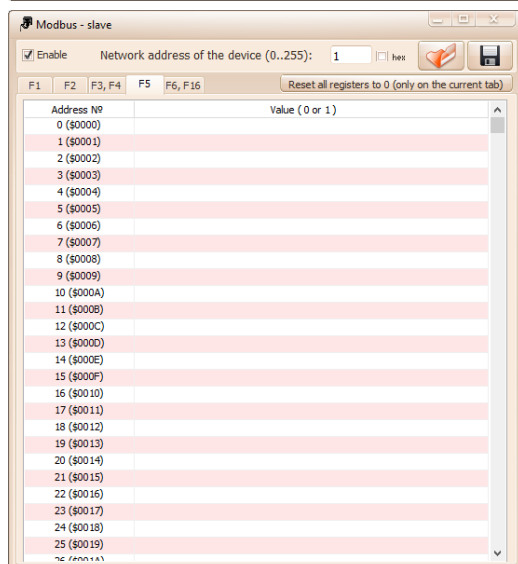 Modbus - slave
Enable Network address of the device (0..255): 1 hex
F1 F2 F3, F4 F5 F6, F16 Reset all registers to 0 (only on the current tab)
Address Nº Value ( 0 or 1 )
0 ($0000)
1 ($0001)
2 ($0002)
3 ($0003)
4 ($0004)
5 ($0005)
6 ($0006)
7 ($0007)
8 ($0008)
9 ($0009)
10 ($000A)
11 ($000B)
12 ($000C)
13 ($000D)
14 ($000E)
15 ($000F)
16 ($0010)
17 ($0011)
18 ($0012)
19 ($0013)
20 ($0014)
21 ($0015)
22 ($0016)
23 ($0017)
24 ($0018)
25 ($0019)
26 ($001A)